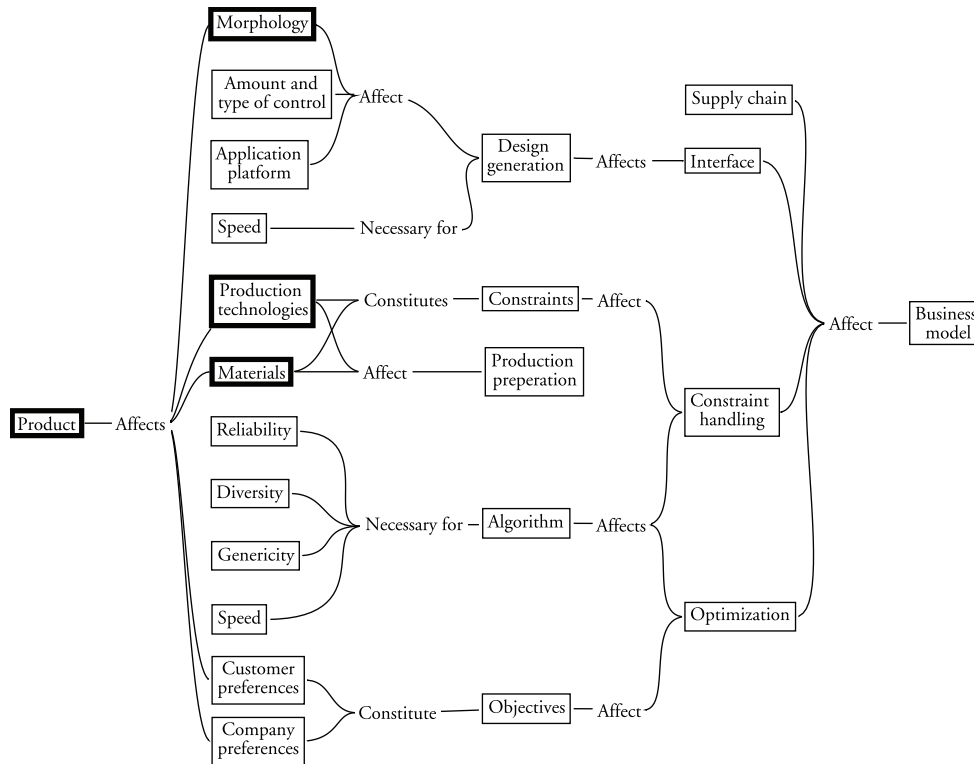 Morphology
Amount and
type of control
Affect
Supply chain
Application
platform
Design
generation
Affects
Interface
Speed
Necessary for
Production
technologies
Constitutes
Constraints
Affect
Business
model
Affect
Materials
Affect
Production
preperation
Product
Affects
Constraint
handling
Reliability
Diversity
Necessary for
Algorithm
Affects
Genericity
Speed
Optimization
Customer
preferences
Constitute
Objectives
Affect
Company
preferences